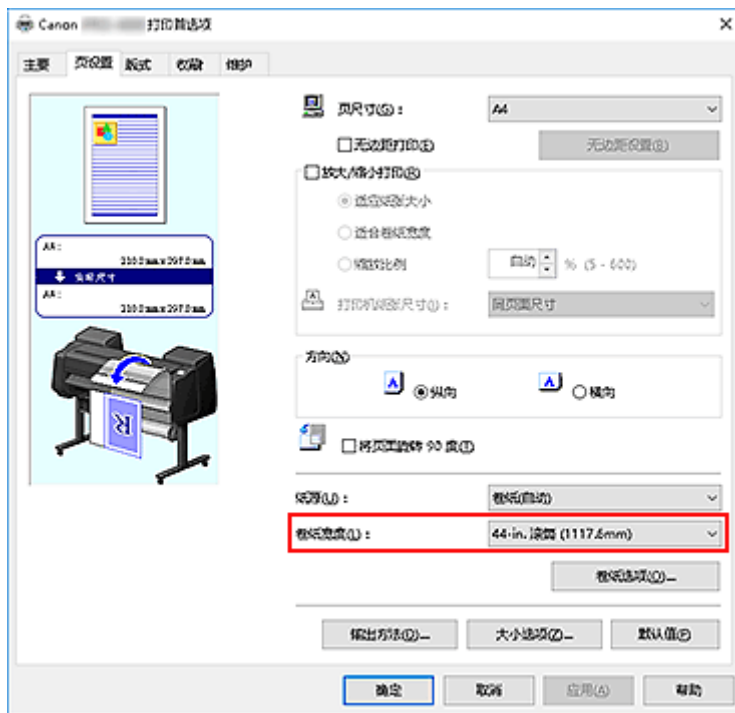 Canon 打印首选项
主要 页设置 版式 收藏 维护
页尺寸(G)： A4
无边距打印(E) 无边距设置(B)
放大/缩小打印(R)
适应纸张大小
适合卷纸宽度
缩放比例 自动 % (5 - 600)
打印机纸张尺寸(I)： 同页面尺寸
方向(N)
A 纵向 A 横向
将页面旋转 90 度(T)
纸源(U)： 卷纸(自动)
卷纸宽度(L)： 44-in. 滚筒 (1117.6mm)
卷纸选项(O)...
输出方法(D)... 大小选项(Z)... 默认值(F)
确定 取消 应用(A) 帮助
A4：
210.0mm x 297.0mm
实际尺寸
A4：
210.0mm x 297.0mm
R